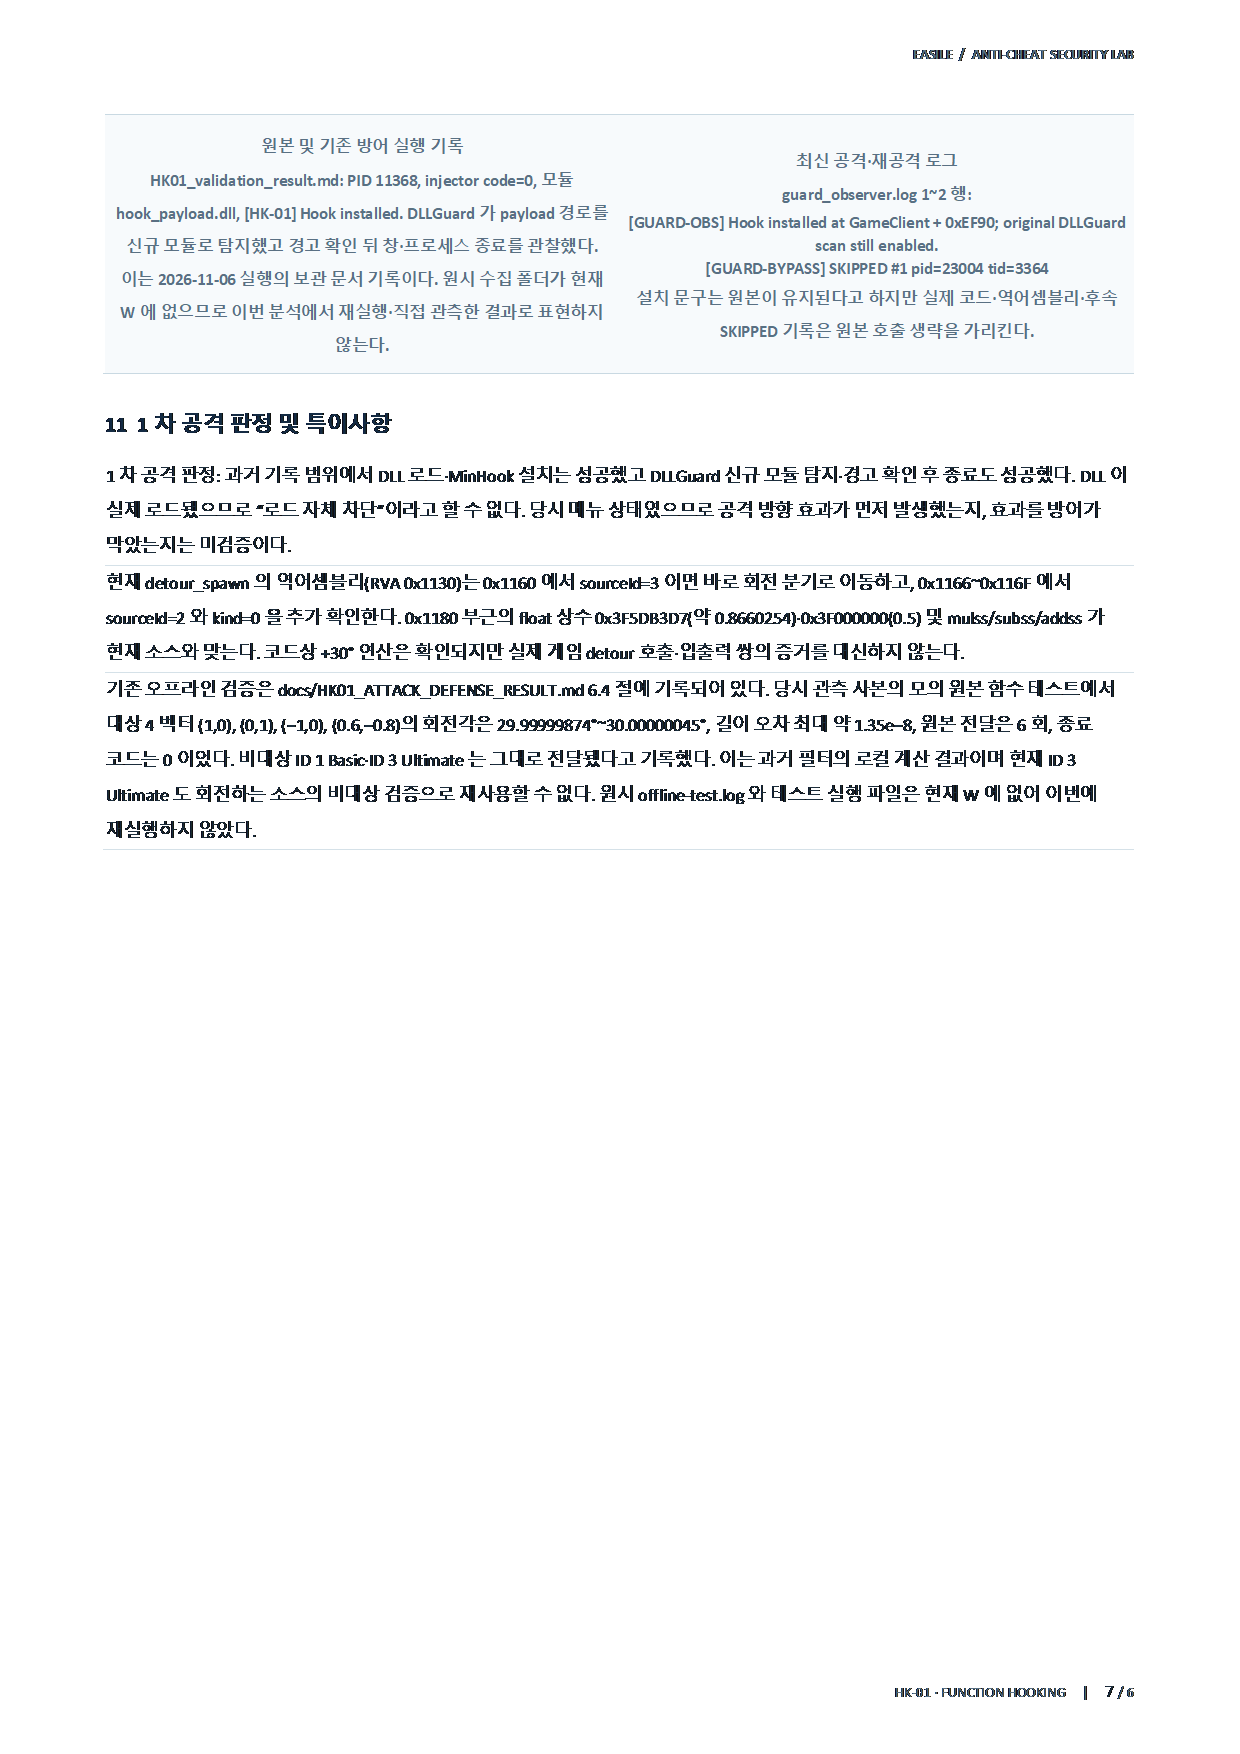 EASILE / ANTI-CHEAT SECURITY LAB
원본 및 기존 방어 실행 기록
HK01_validation_result.md: PID 11368, injector code=0, 모듈
hook_payload.dll, [HK-01] Hook installed. DLLGuard 가 payload 경로를
신규 모듈로 탐지했고 경고 확인 뒤 창·프로세스 종료를 관찰했다.
이는 2026-11-06 실행의 보관 문서 기록이다. 원시 수집 폴더가 현재
W 에 없으므로 이번 분석에서 재실행·직접 관측한 결과로 표현하지
않는다.
최신 공격·재공격 로그
guard_observer.log 1~2 행:
[GUARD-OBS] Hook installed at GameClient + 0xEF90; original DLLGuard
scan still enabled.
[GUARD-BYPASS] SKIPPED #1 pid=23004 tid=3364
설치 문구는 원본이 유지된다고 하지만 실제 코드·역어셈블리·후속
SKIPPED 기록은 원본 호출 생략을 가리킨다.
11 1 차 공격 판정 및 특이사항
1 차 공격 판정: 과거 기록 범위에서 DLL 로드·MinHook 설치는 성공했고 DLLGuard 신규 모듈 탐지·경고 확인 후 종료도 성공했다. DLL 이
실제 로드됐으므로 “로드 자체 차단”이라고 할 수 없다. 당시 메뉴 상태였으므로 공격 방향 효과가 먼저 발생했는지, 효과를 방어가
막았는지는 미검증이다.
현재 detour_spawn 의 역어셈블리(RVA 0x1130)는 0x1160 에서 sourceId=3 이면 바로 회전 분기로 이동하고, 0x1166~0x116F 에서
sourceId=2 와 kind=0 을 추가 확인한다. 0x1180 부근의 float 상수 0x3F5DB3D7(약 0.8660254)·0x3F000000(0.5) 및 mulss/subss/addss 가
현재 소스와 맞는다. 코드상 +30° 연산은 확인되지만 실제 게임 detour 호출·입출력 쌍의 증거를 대신하지 않는다.
기존 오프라인 검증은 docs/HK01_ATTACK_DEFENSE_RESULT.md 6.4 절에 기록되어 있다. 당시 관측 사본의 모의 원본 함수 테스트에서
대상 4 벡터 (1,0), (0,1), (−1,0), (0.6,−0.8)의 회전각은 29.99999874°~30.00000045°, 길이 오차 최대 약 1.35e−8, 원본 전달은 6 회, 종료
코드는 0 이었다. 비대상 ID 1 Basic·ID 3 Ultimate 는 그대로 전달됐다고 기록했다. 이는 과거 필터의 로컬 계산 결과이며 현재 ID 3
Ultimate 도 회전하는 소스의 비대상 검증으로 재사용할 수 없다. 원시 offline-test.log 와 테스트 실행 파일은 현재 W 에 없어 이번에
재실행하지 않았다.
HK-01 · FUNCTION HOOKING | 7 / 6